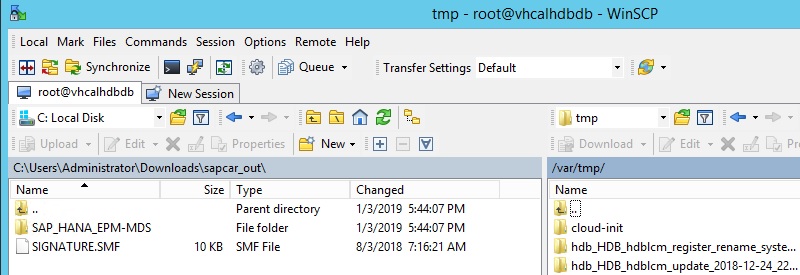 tmp - root@vhcalhdbdb - WinSCP
Local Mark Files Commands Session Options Remote Help
Synchronize Queue Transfer Settings Default
root@vhcalhdbdb New Session
C: Local Disk tmp
Upload Edit Properties New Download Edit
C:\Users\Administrator\Downloads\sapcar_out\ /var/tmp/
Name Size Type Changed Name
.. Parent directory 1/3/2019 5:44:07 PM ..
SAP_HANA_EPM-MDS File folder 1/3/2019 5:44:07 PM cloud-init
SIGNATURE.SMF 10 KB SMF File 8/3/2018 7:16:21 AM hdb_HDB_hdblcm_register_rename_syste...
hdb_HDB_hdblcm_update_2018-12-24_22...